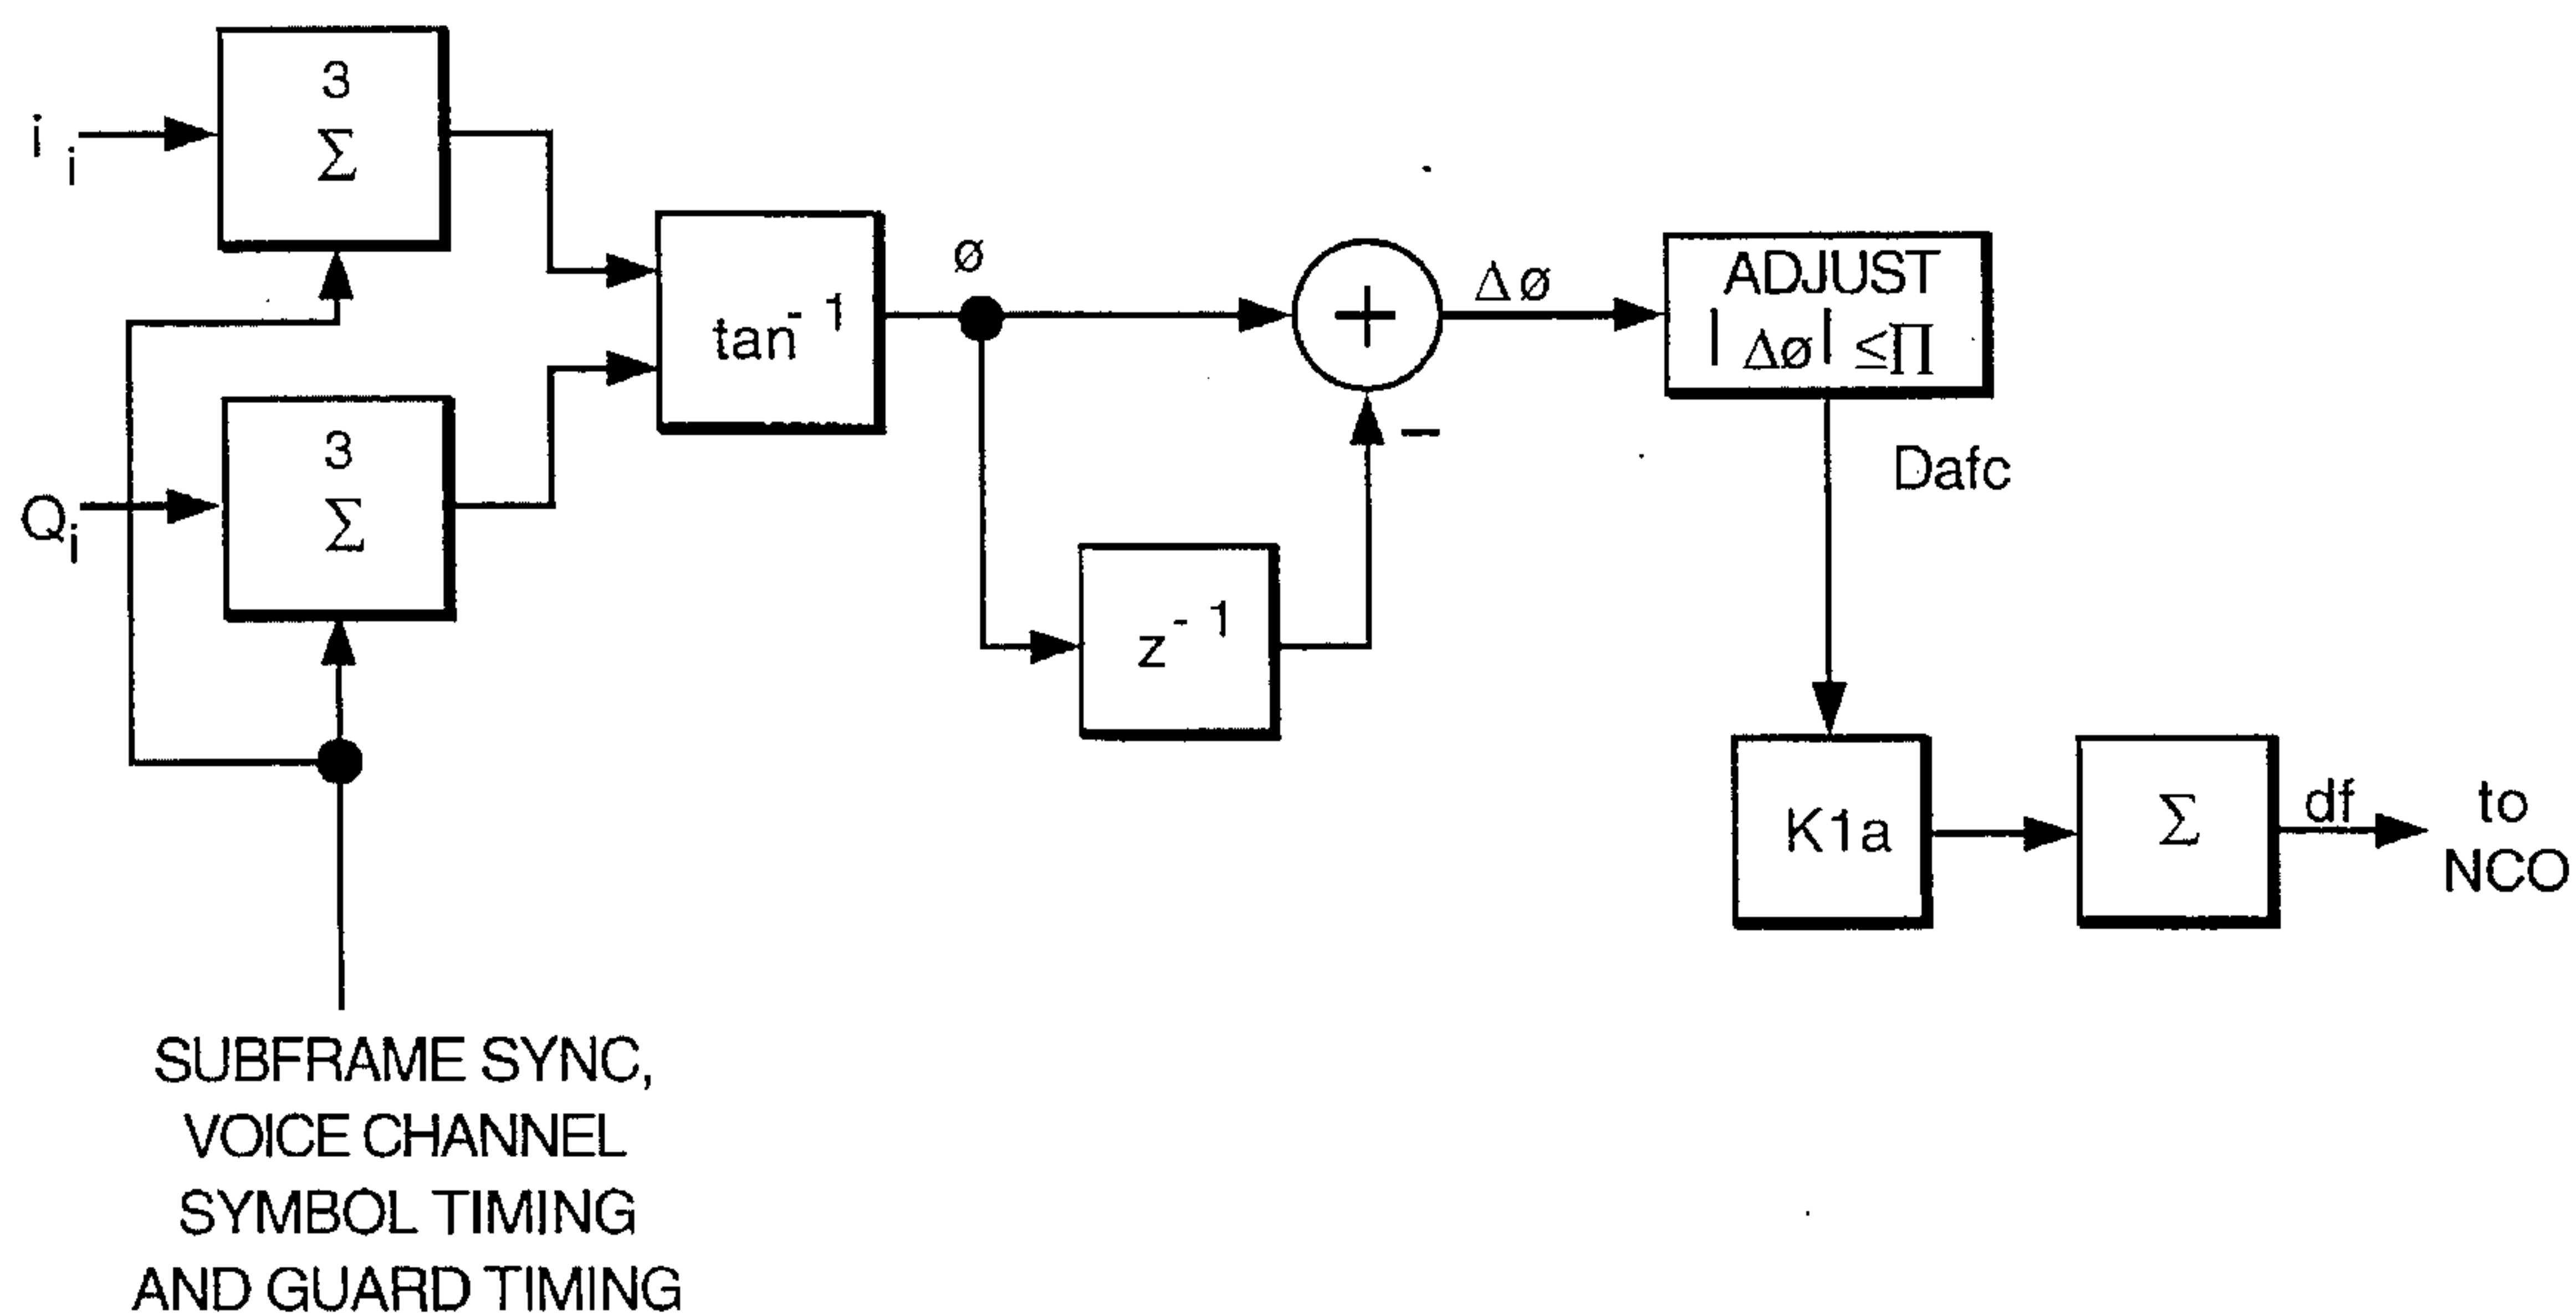 3
Σ
i i
tan⁻¹
ø
+
Δø
ADJUST
| Δø | ≤Π
3
Σ
Qi
−
z⁻¹
Dafc
K1a
Σ
df
to
NCO
SUBFRAME SYNC,
VOICE CHANNEL
SYMBOL TIMING
AND GUARD TIMING